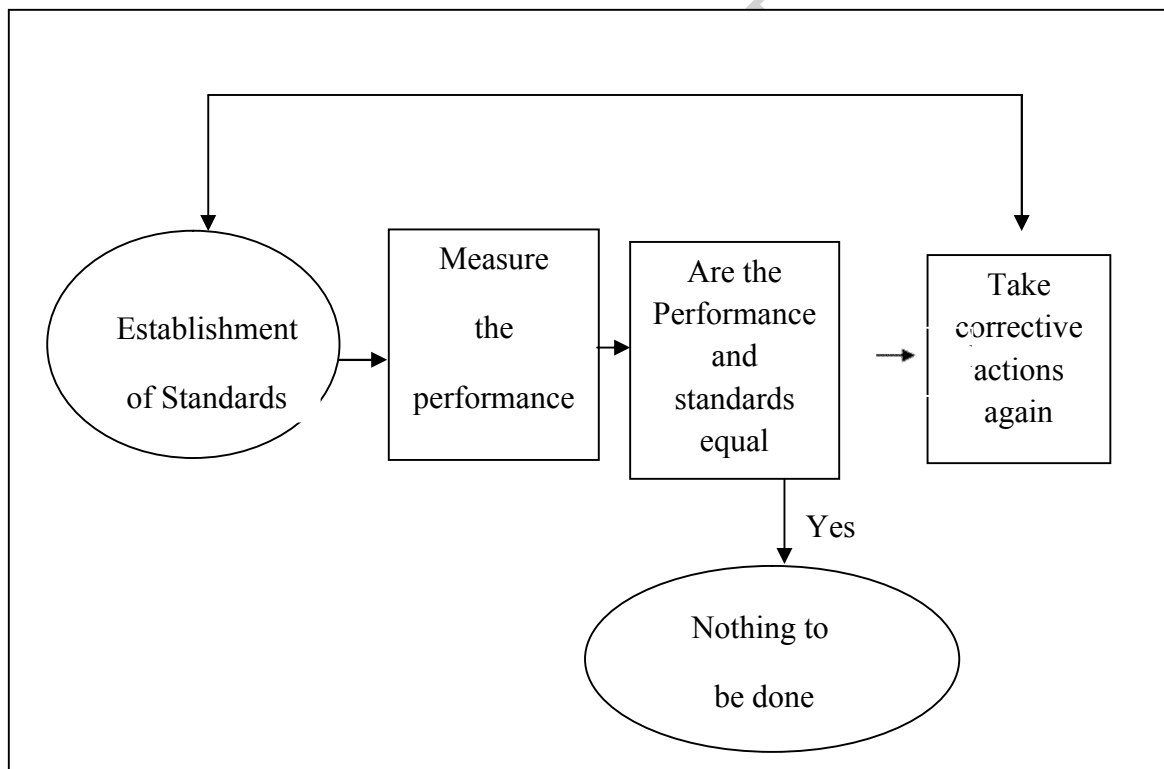 Establishment
of Standards
Measure
the
performance
Are the
Performance
and
standards
equal
Take
corrective
actions
again
Yes
Nothing to
be done